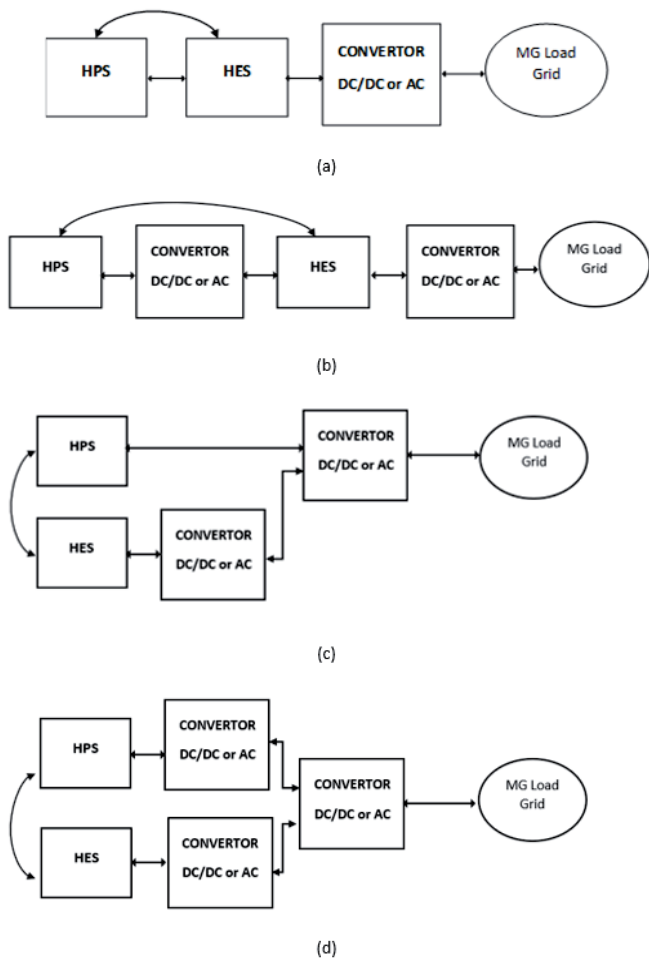 HPS
HES
CONVERTOR
DC/DC or AC
MG Load
Grid
(a)
HPS
CONVERTOR
DC/DC or AC
HES
CONVERTOR
DC/DC or AC
MG Load
Grid
(b)
HPS
CONVERTOR
DC/DC or AC
MG Load
Grid
HES
CONVERTOR
DC/DC or AC
(c)
HPS
CONVERTOR
DC/DC or AC
CONVERTOR
DC/DC or AC
MG Load
Grid
HES
CONVERTOR
DC/DC or AC
(d)